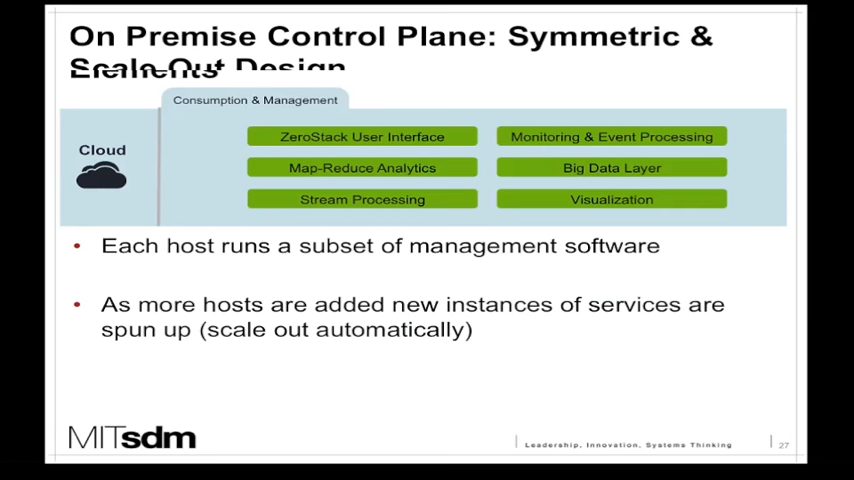 On Premise Control Plane: Symmetric &
Scale Out Design
Consumption & Management
Cloud
ZeroStack User Interface
Monitoring & Event Processing
Map-Reduce Analytics
Big Data Layer
Stream Processing
Visualization
• Each host runs a subset of management software
• As more hosts are added new instances of services are
spun up (scale out automatically)
MITsdm
Leadership, Innovation, Systems Thinking
27